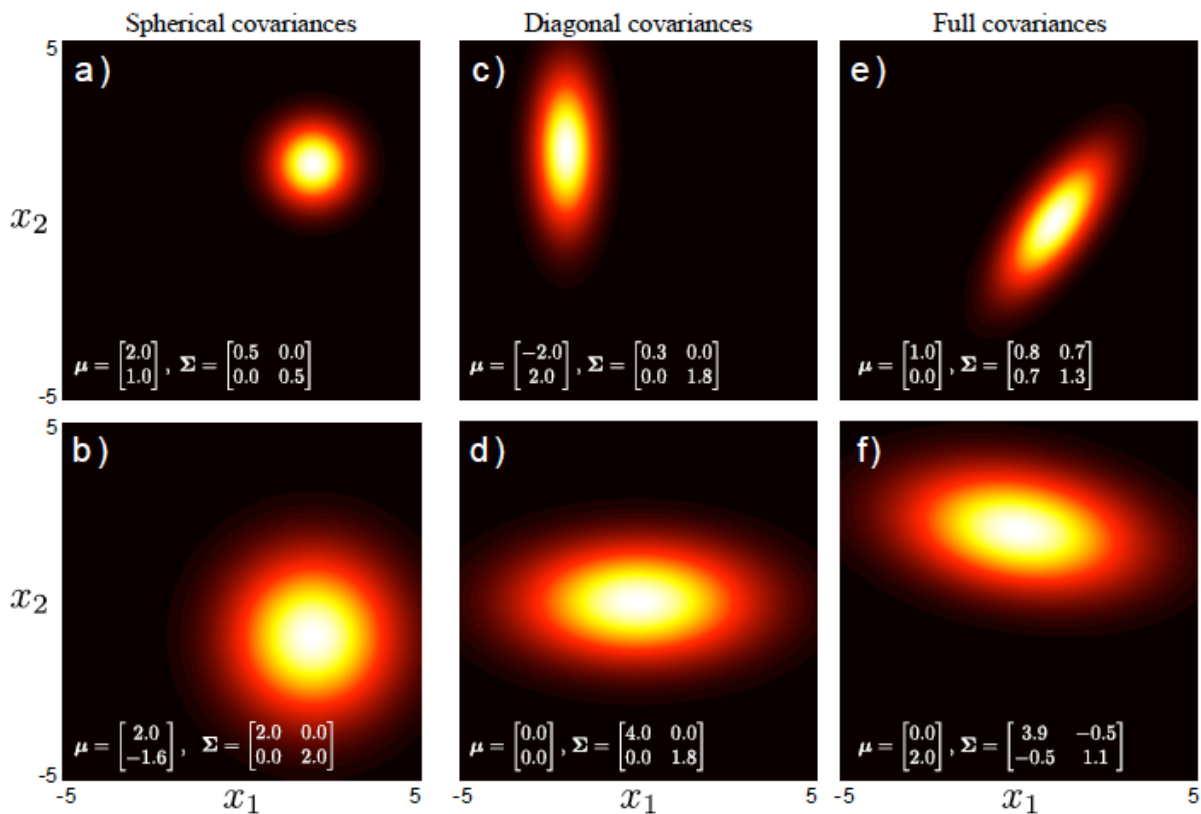 Spherical covariances
Diagonal covariances
Full covariances
5
a)
c)
e)
x₂
μ = [2.0 1.0], Σ = [0.5 0.0 0.0 0.5]
μ = [−2.0 2.0], Σ = [0.3 0.0 0.0 1.8]
μ = [1.0 0.0], Σ = [0.8 0.7 0.7 1.3]
-5
5
b)
d)
f)
x₂
μ = [2.0 −1.6], Σ = [2.0 0.0 0.0 2.0]
μ = [0.0 0.0], Σ = [4.0 0.0 0.0 1.8]
μ = [0.0 2.0], Σ = [3.9 −0.5 −0.5 1.1]
-5
-5
x₁
5
-5
x₁
5
-5
x₁
5